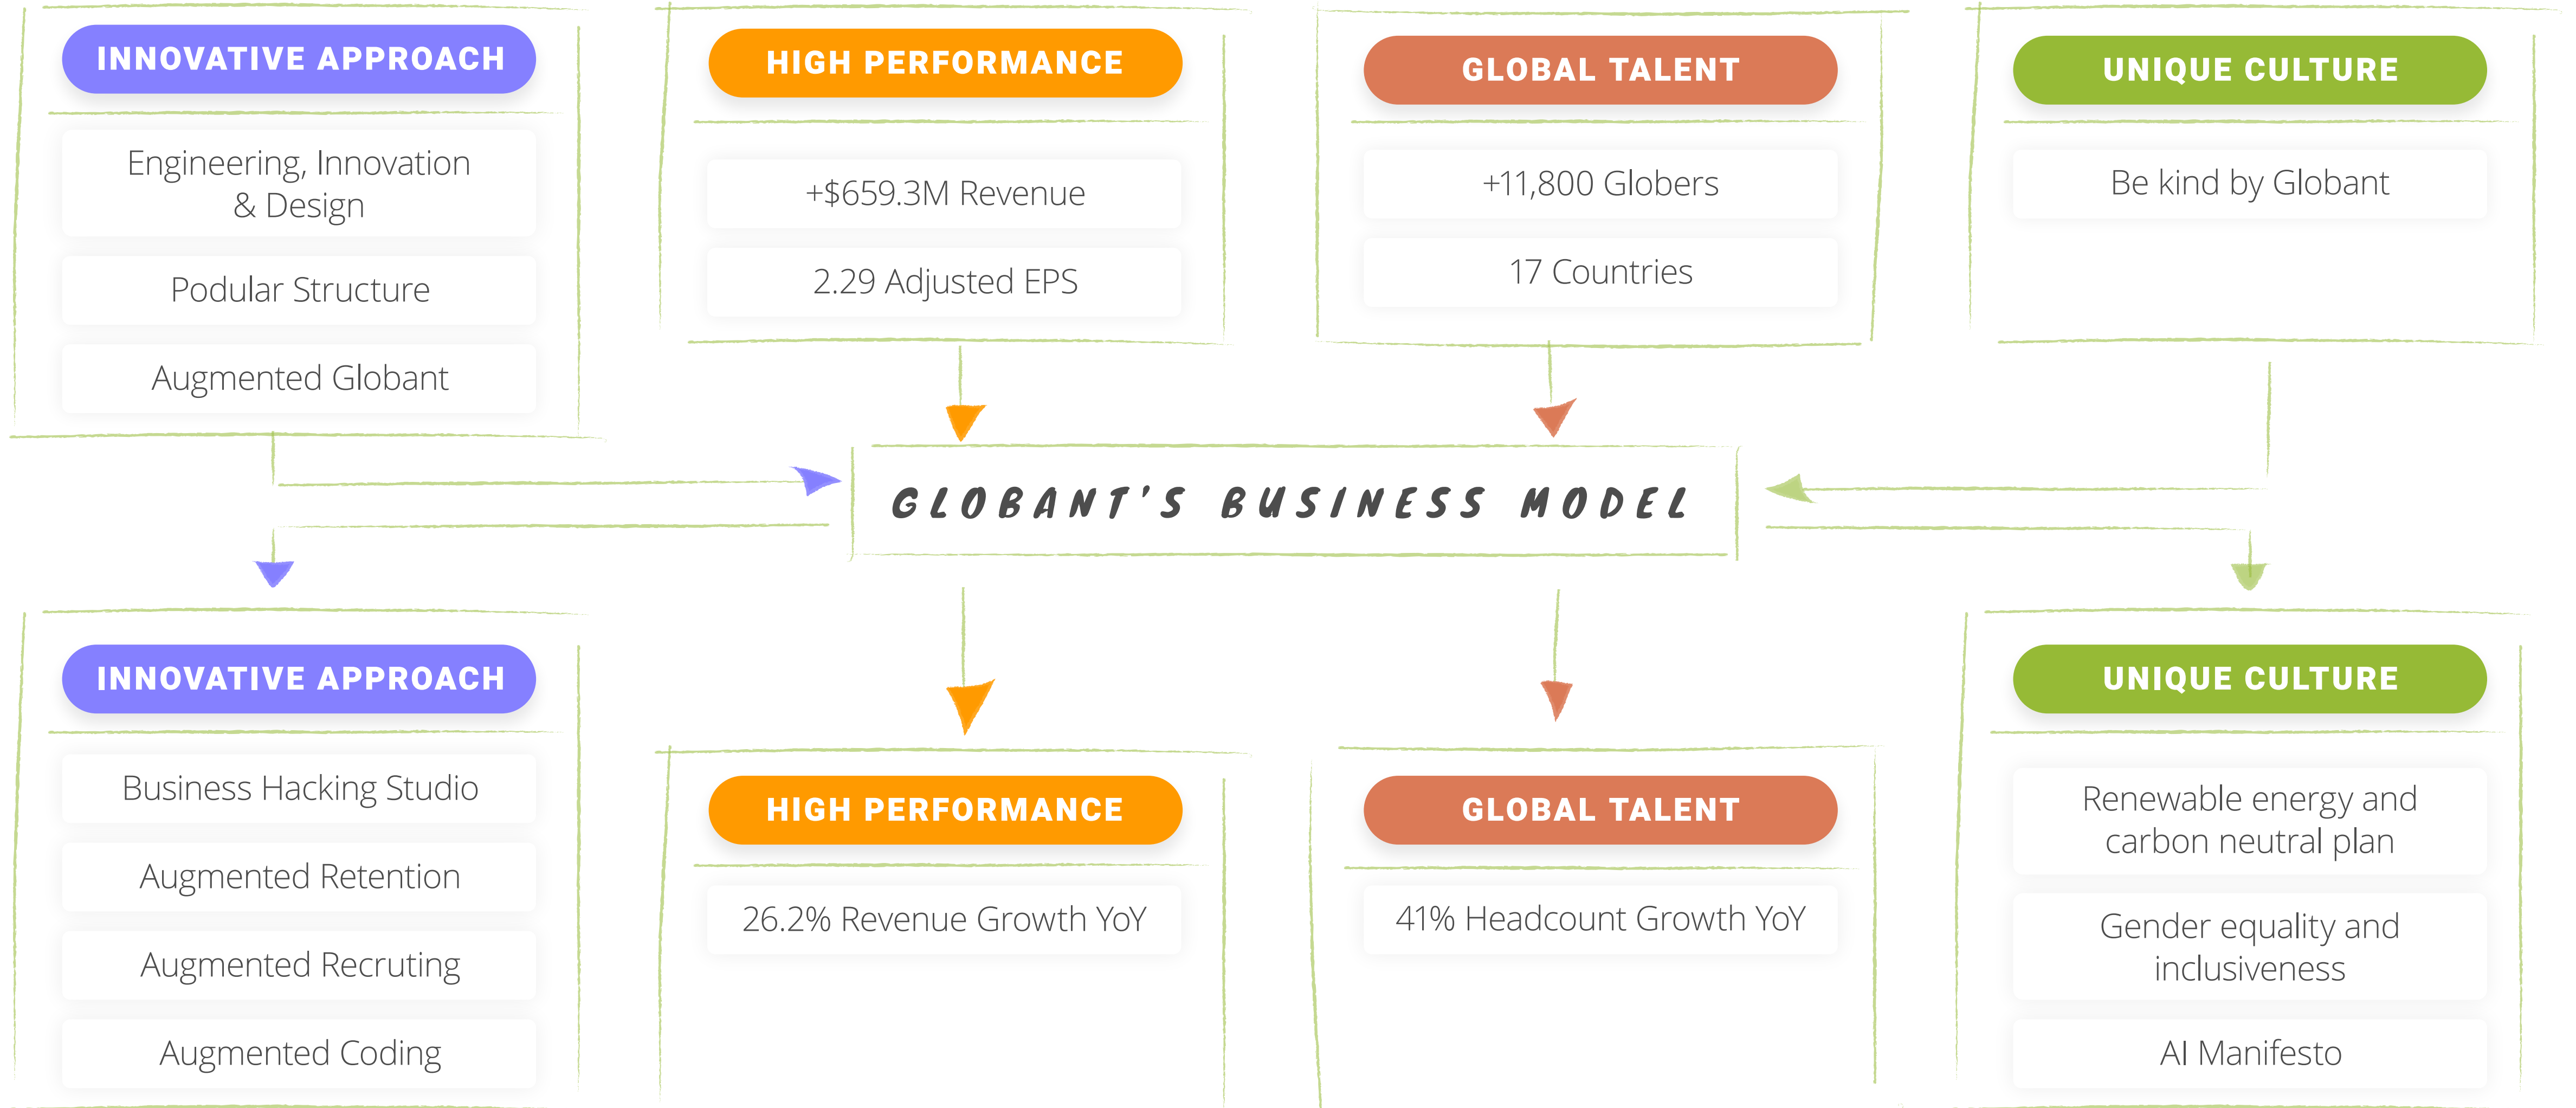 INNOVATIVE APPROACH
Engineering, Innovation
& Design
Podular Structure
Augmented Globant
HIGH PERFORMANCE
+$659.3M Revenue
2.29 Adjusted EPS
GLOBAL TALENT
+11,800 Globers
17 Countries
UNIQUE CULTURE
Be kind by Globant
GLOBANT'S BUSINESS MODEL
INNOVATIVE APPROACH
Business Hacking Studio
Augmented Retention
Augmented Recruting
Augmented Coding
HIGH PERFORMANCE
26.2% Revenue Growth YoY
GLOBAL TALENT
41% Headcount Growth YoY
UNIQUE CULTURE
Renewable energy and
carbon neutral plan
Gender equality and
inclusiveness
AI Manifesto